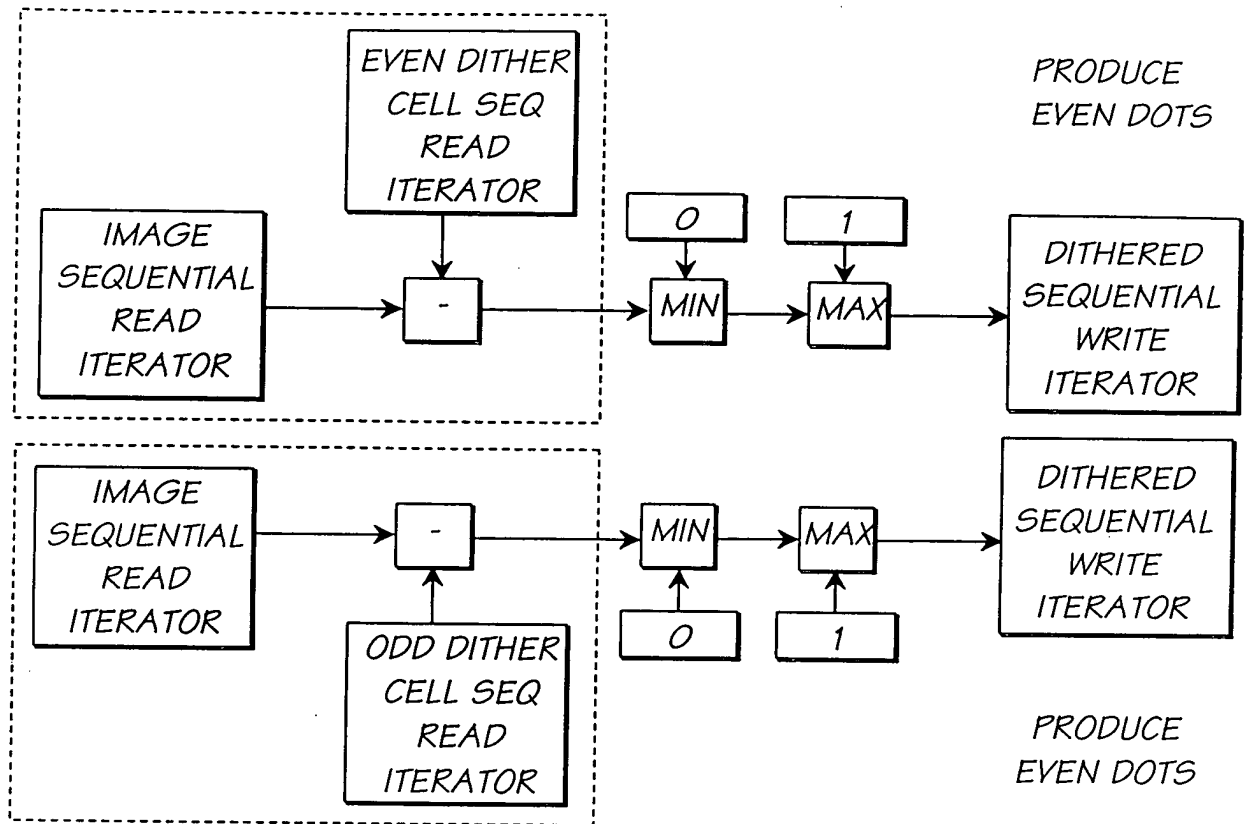 EVEN DITHER
CELL SEQ
READ
ITERATOR
PRODUCE
EVEN DOTS
IMAGE
SEQUENTIAL
READ
ITERATOR
-
0
MIN
1
MAX
DITHERED
SEQUENTIAL
WRITE
ITERATOR
IMAGE
SEQUENTIAL
READ
ITERATOR
-
MIN
0
MAX
1
DITHERED
SEQUENTIAL
WRITE
ITERATOR
ODD DITHER
CELL SEQ
READ
ITERATOR
PRODUCE
EVEN DOTS